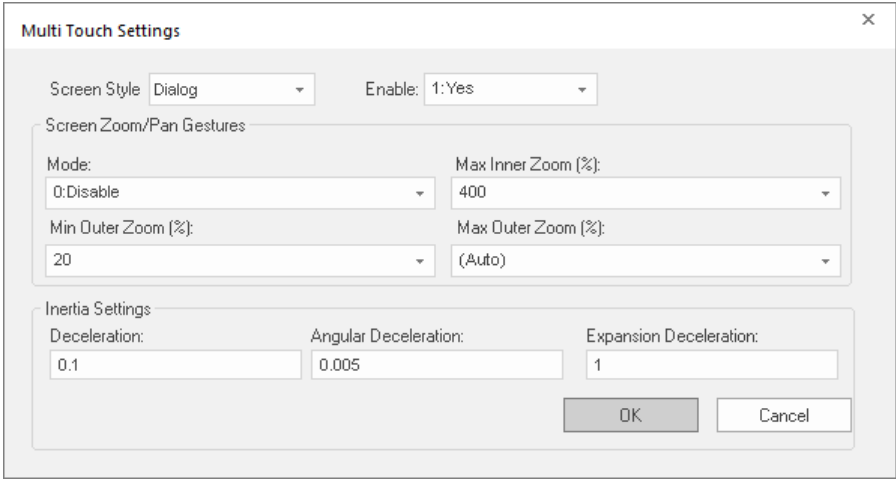 Multi Touch Settings
Screen Style Dialog Enable: 1:Yes
Screen Zoom/Pan Gestures
Mode: Max Inner Zoom (%):
0:Disable 400
Min Outer Zoom (%): Max Outer Zoom (%):
20 (Auto)
Inertia Settings
Deceleration: Angular Deceleration: Expansion Deceleration:
0.1 0.005 1
OK Cancel